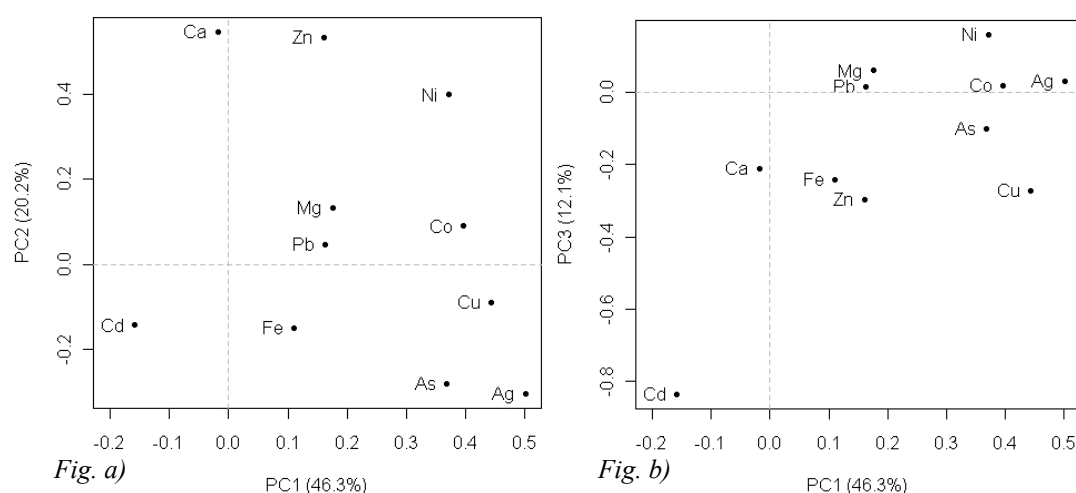 Ca
Zn
Ni
Mg
Pb
Co
Cu
Cd
Fe
As
Ag
0.4
0.2
0.0
-0.2
PC2 (20.2%)
-0.2 -0.1 0.0 0.1 0.2 0.3 0.4 0.5
PC1 (46.3%)
Fig. a)
Ni
Mg
Pb
Co
Ag
As
Ca
Fe
Zn
Cu
Cd
0.0
-0.2
-0.4
-0.6
-0.8
PC3 (12.1%)
-0.2 -0.1 0.0 0.1 0.2 0.3 0.4 0.5
PC1 (46.3%)
Fig. b)